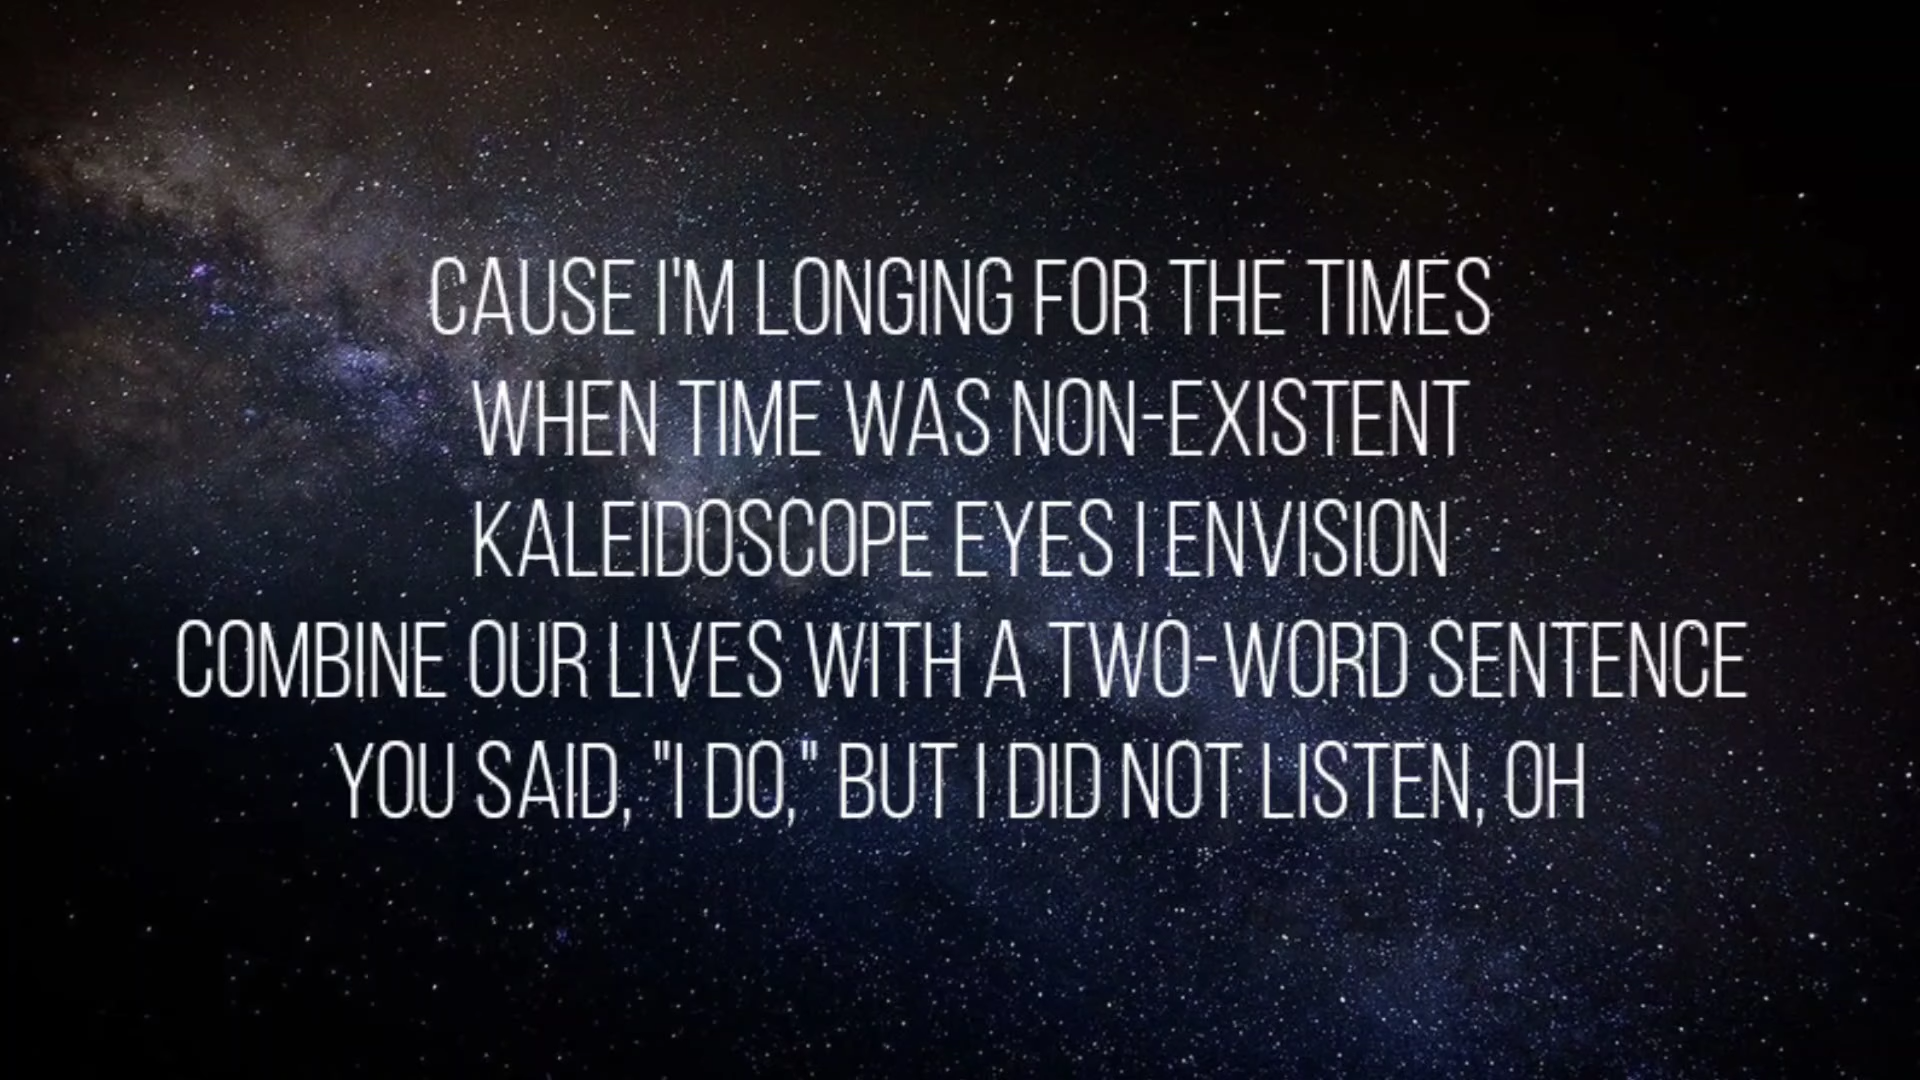 CAUSE I'M LONGING FOR THE TIMES
WHEN TIME WAS NON-EXISTENT
KALEIDOSCOPE EYES I ENVISION
COMBINE OUR LIVES WITH A TWO-WORD SENTENCE
YOU SAID, "I DO," BUT I DID NOT LISTEN, OH